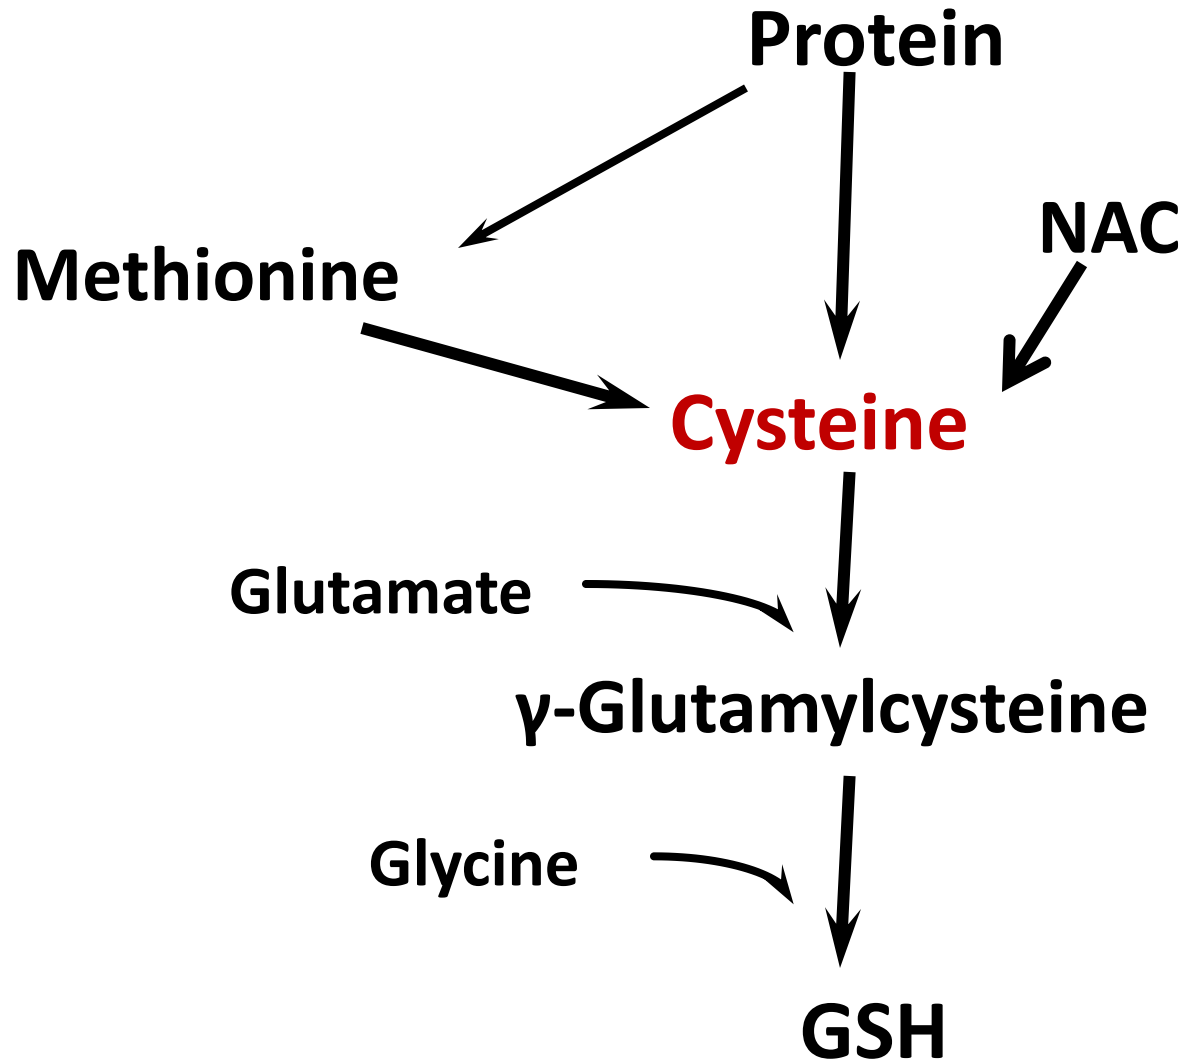 Protein
NAC
Methionine
Cysteine
Glutamate
γ-Glutamylcysteine
Glycine
GSH